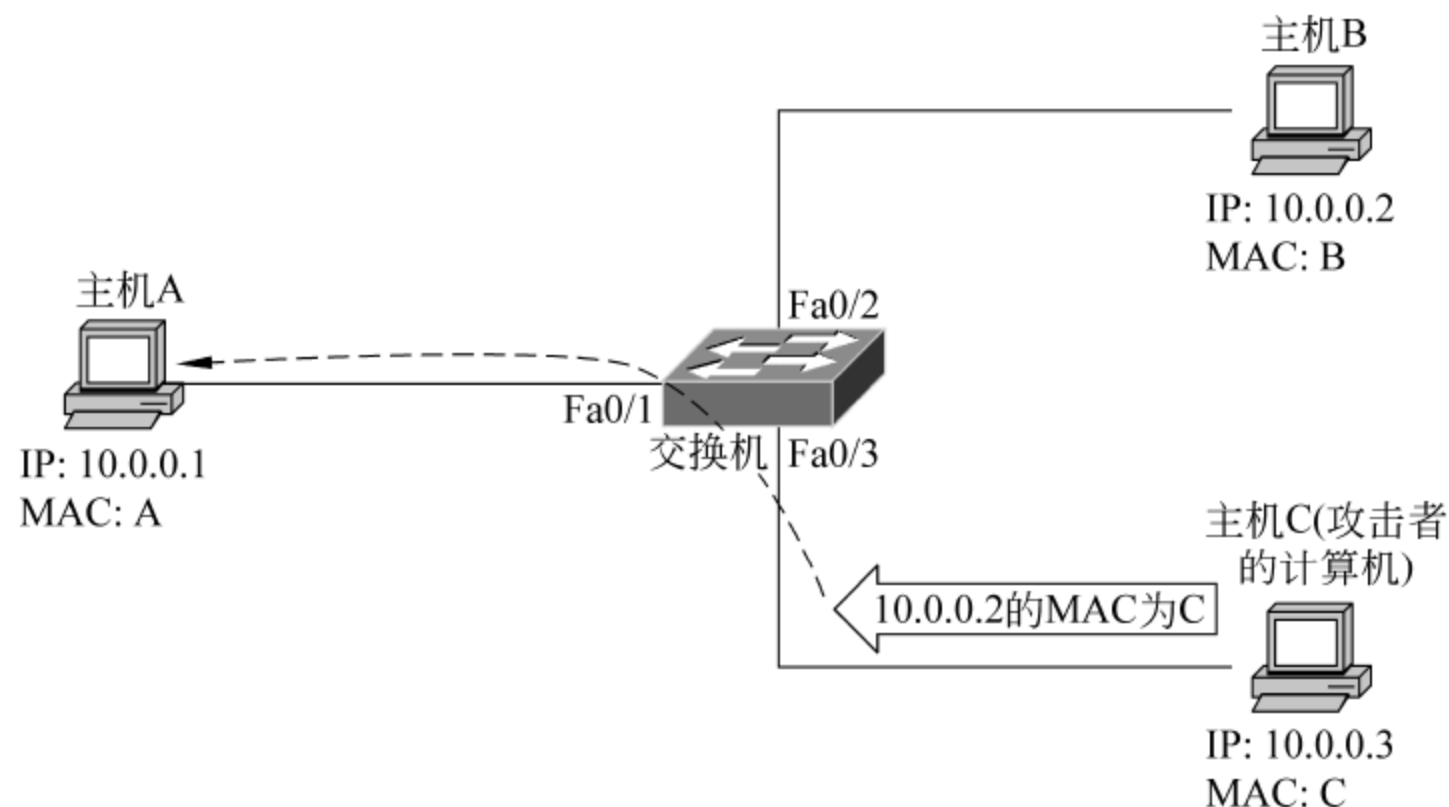 主机B
IP: 10.0.0.2
MAC: B
主机A
IP: 10.0.0.1
MAC: A
Fa0/2
Fa0/1
交换机
Fa0/3
主机C(攻击者
的计算机)
10.0.0.2的MAC为C
IP: 10.0.0.3
MAC: C